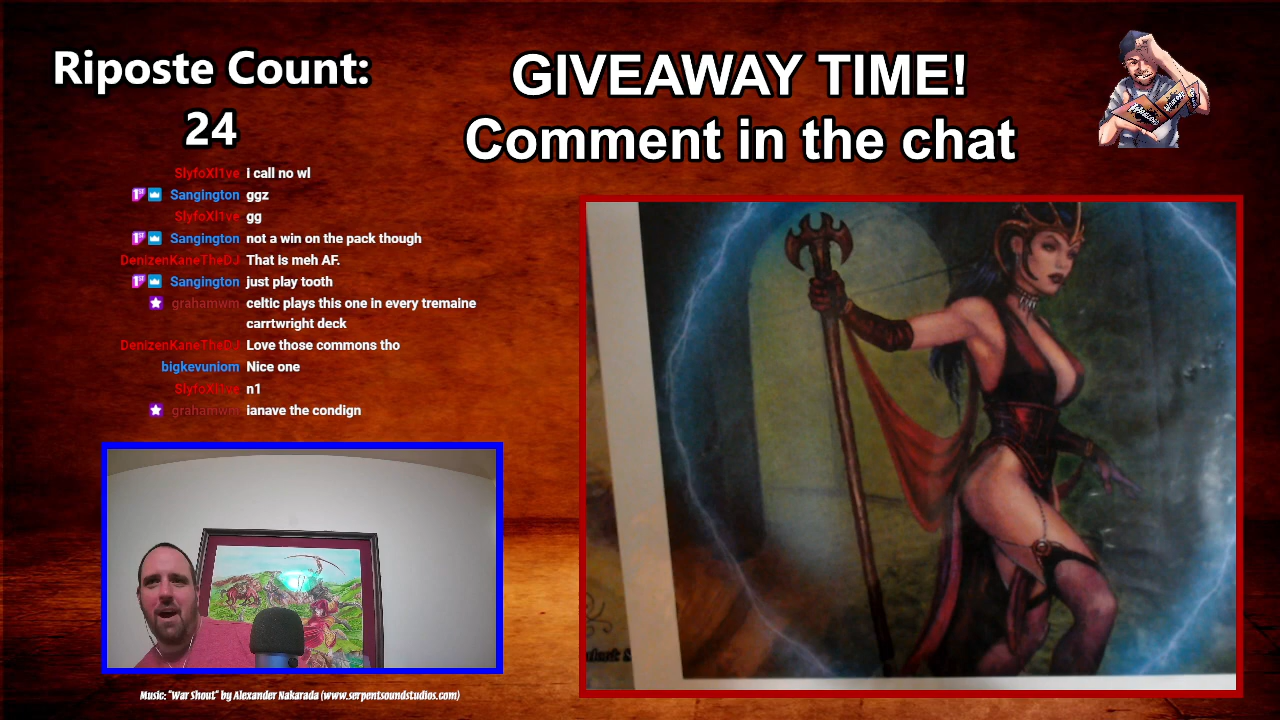 Riposte Count:
24
GIVEAWAY TIME!
Comment in the chat
SlyfoXl1ve i call no wl
Sangington ggz
SlyfoXl1ve gg
Sangington not a win on the pack though
DenizenKaneTheDJ That is meh AF.
Sangington just play tooth
grahamwm celtic plays this one in every tremaine
carrtwright deck
DenizenKaneTheDJ Love those commons tho
bigkevuniom Nice one
SlyfoXl1ve n1
grahamwm ianave the condign
Music: "War Shout" by Alexander Nakarada (www.serpentsoundstudios.com)